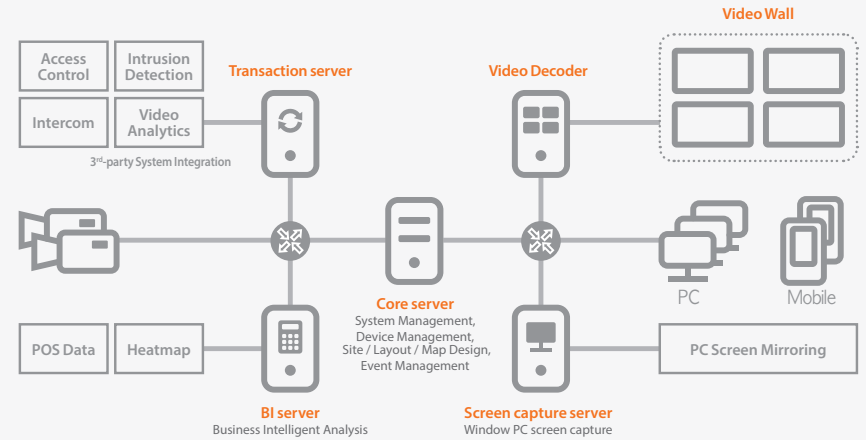 Video Wall
Access
Control
Intrusion
Detection
Transaction server
Video Decoder
Intercom
Video
Analytics
3rd-party System Integration
PC
Mobile
Core server
System Management,
Device Management,
Site / Layout / Map Design,
Event Management
POS Data
Heatmap
PC Screen Mirroring
BI server
Business Intelligent Analysis
Screen capture server
Window PC screen capture